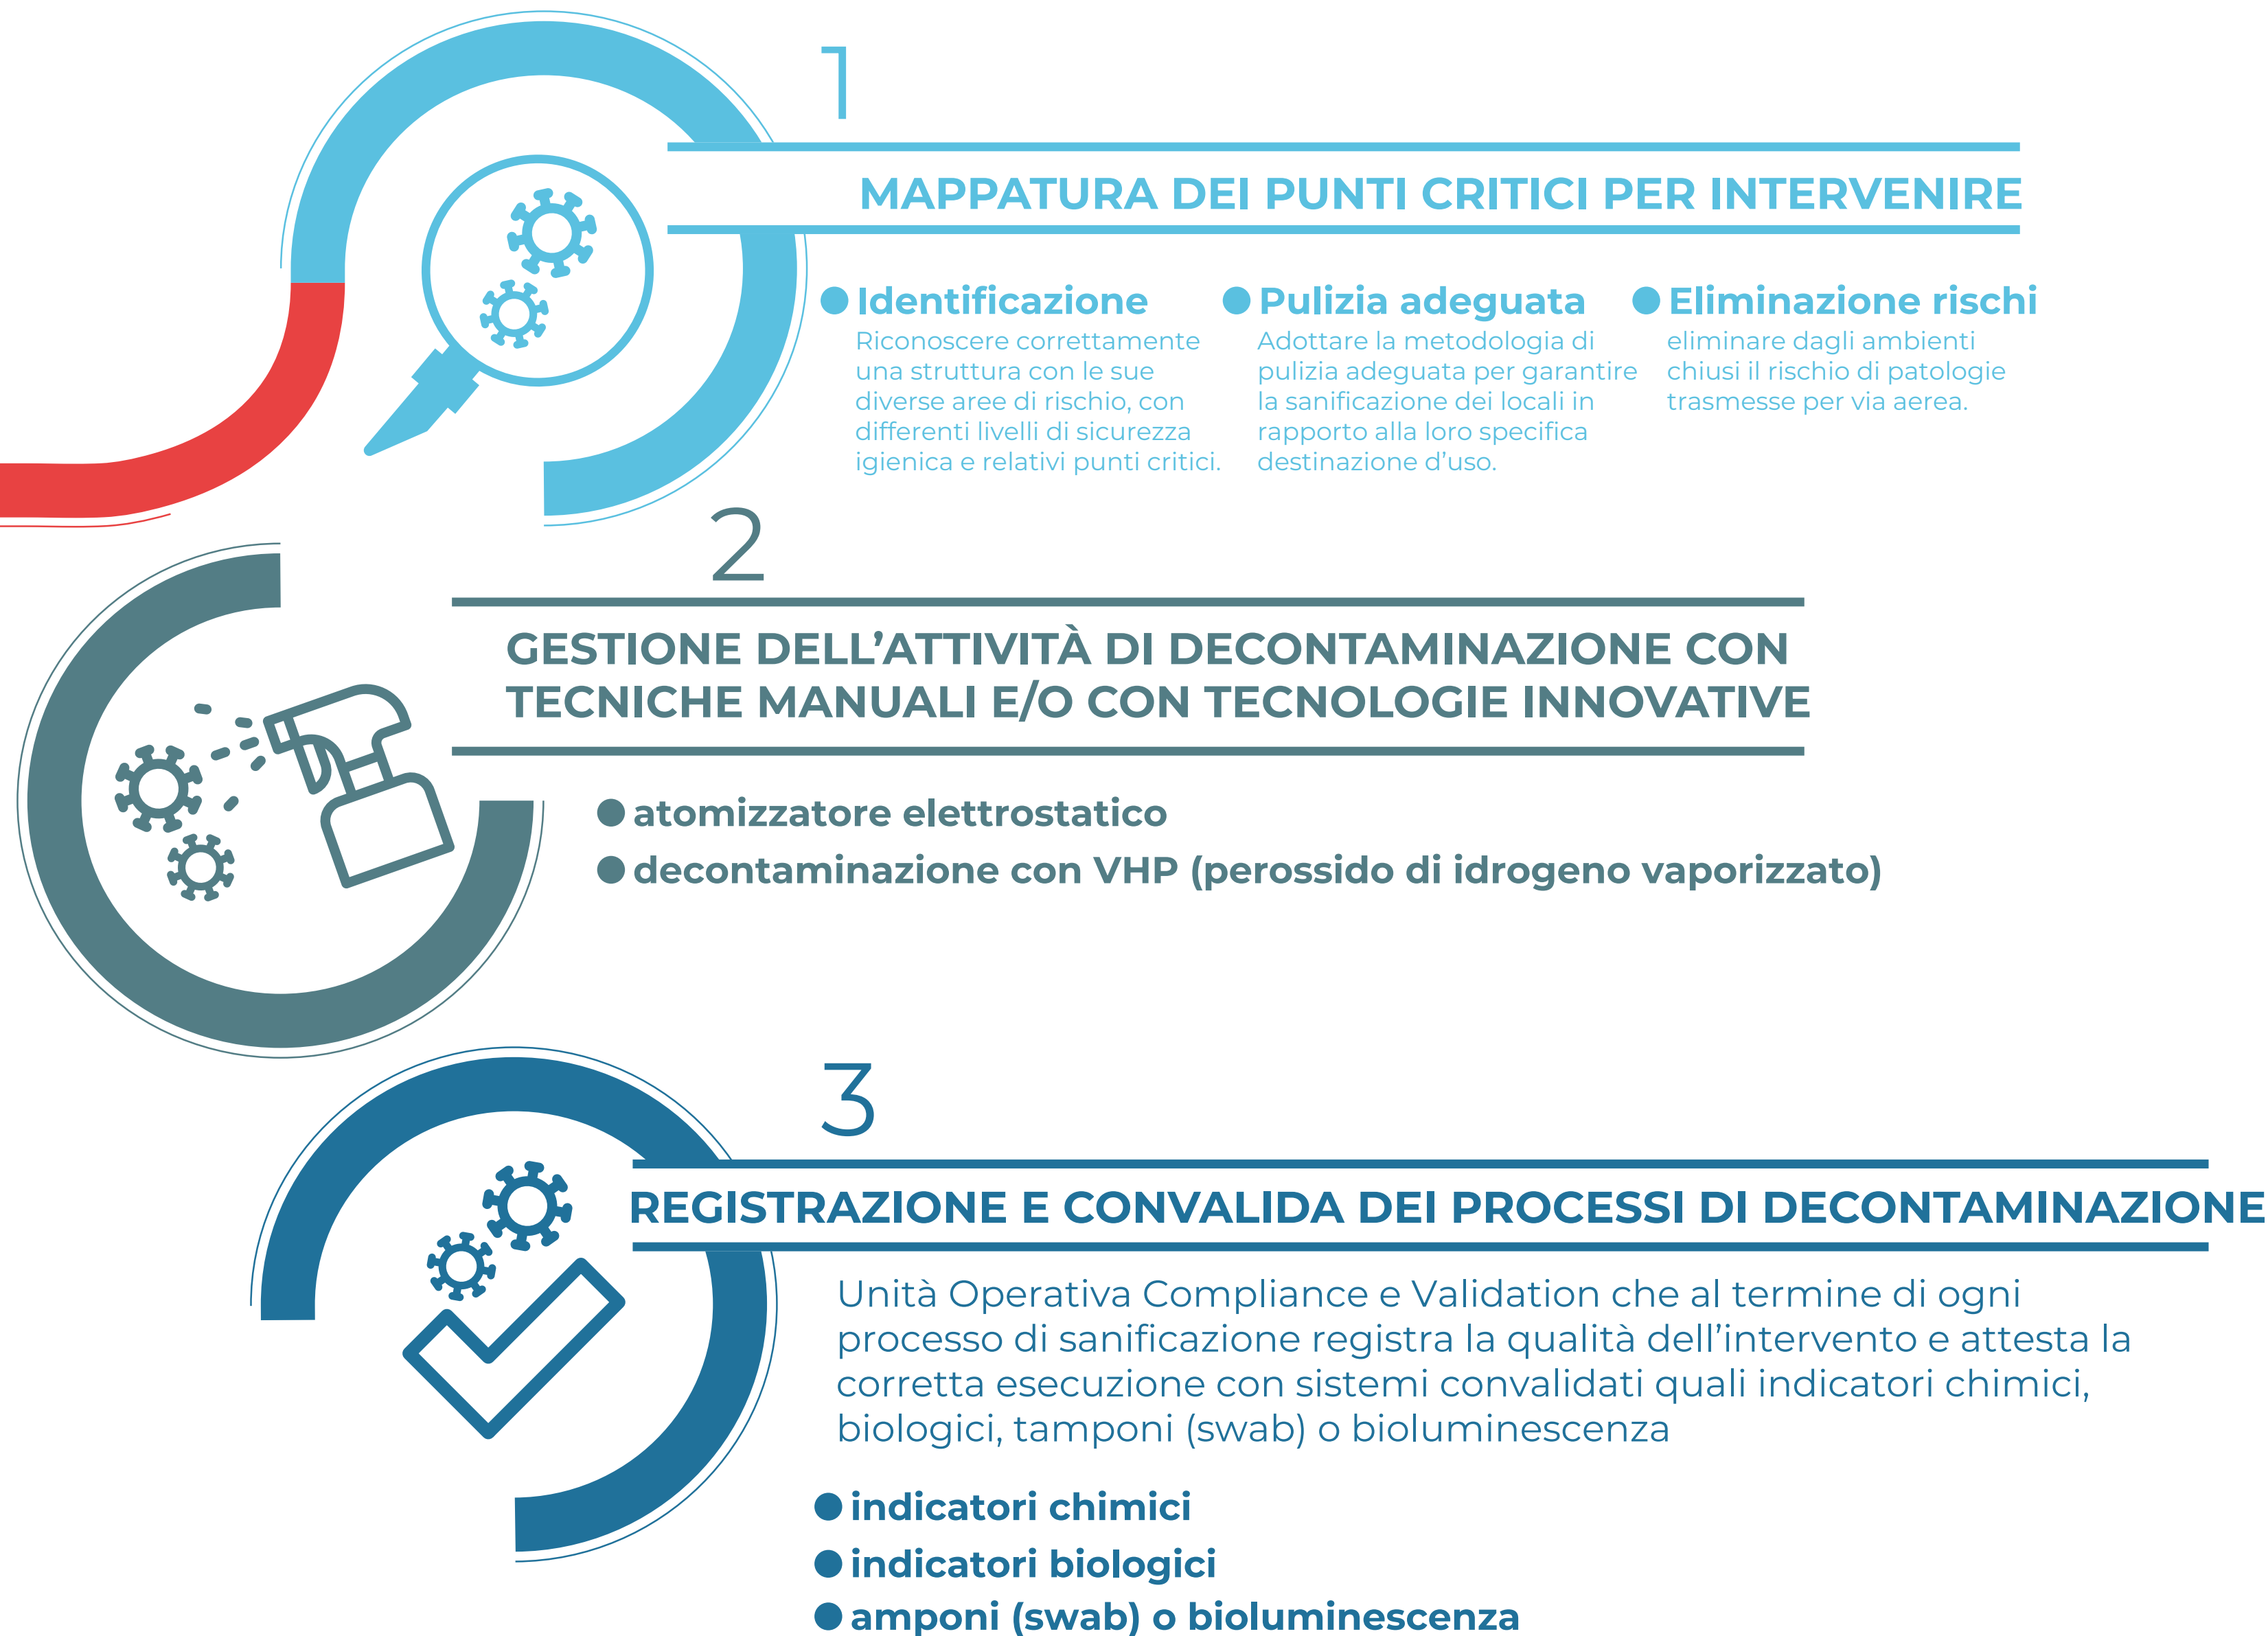 1
MAPPATURA DEI PUNTI CRITICI PER INTERVENIRE
Identificazione
Riconoscere correttamente
una struttura con le sue
diverse aree di rischio, con
differenti livelli di sicurezza
igienica e relativi punti critici.
Pulizia adeguata
Adottare la metodologia di
pulizia adeguata per garantire
la sanificazione dei locali in
rapporto alla loro specifica
destinazione d’uso.
Eliminazione rischi
eliminare dagli ambienti
chiusi il rischio di patologie
trasmesse per via aerea.
2
GESTIONE DELL’ATTIVITÀ DI DECONTAMINAZIONE CON
TECNICHE MANUALI E/O CON TECNOLOGIE INNOVATIVE
atomizzatore elettrostatico
decontaminazione con VHP (perossido di idrogeno vaporizzato)
3
REGISTRAZIONE E CONVALIDA DEI PROCESSI DI DECONTAMINAZIONE
Unità Operativa Compliance e Validation che al termine di ogni
processo di sanificazione registra la qualità dell’intervento e attesta la
corretta esecuzione con sistemi convalidati quali indicatori chimici,
biologici, tamponi (swab) o bioluminescenza
indicatori chimici
indicatori biologici
amponi (swab) o bioluminescenza